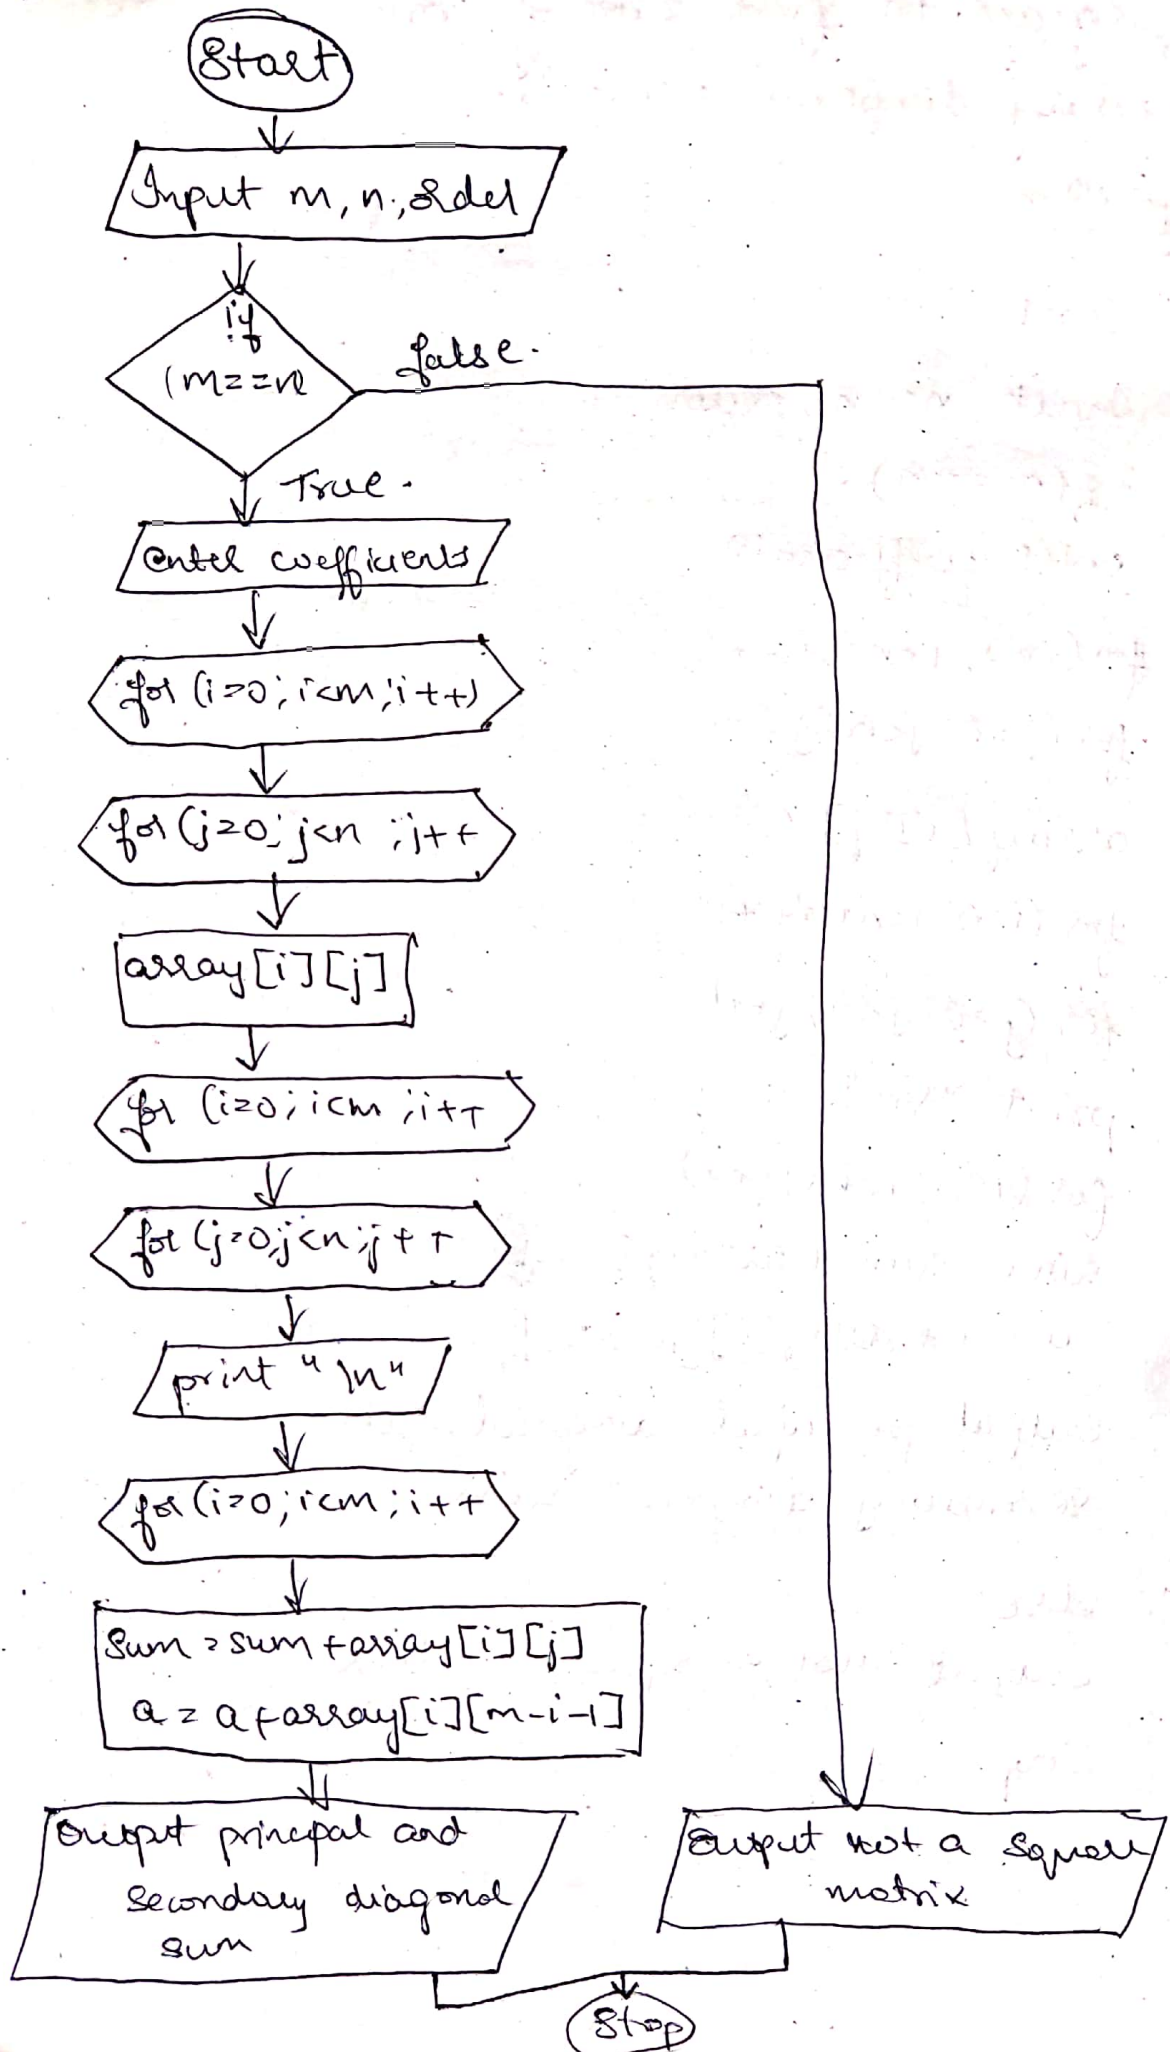 Start
Input m, n, order
if
(m==n
false.
True.
enter coefficients
for (i=0; i<m; i++)
for (j=0; j<n ; j++
array[i][j]
for (i=0; i<m ; i++
for (j=0; j<n; j++
print "\n"
for (i=0; i<m; i++
Sum = sum + array[i][j]
a = a + array[i][m-i-1]
Output principal and
secondary diagonal
sum
Output not a square
matrix
Stop